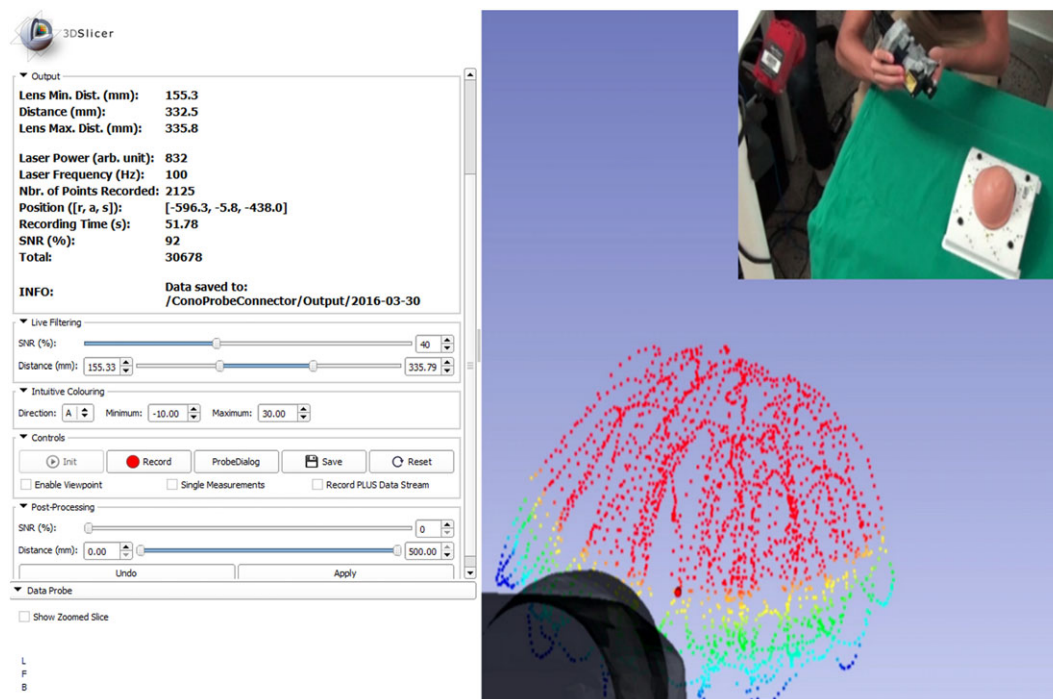 3DSlicer
Output
Lens Min. Dist. (mm): 155.3
Distance (mm): 332.5
Lens Max. Dist. (mm): 335.8
Laser Power (arb. unit): 832
Laser Frequency (Hz): 100
Nbr. of Points Recorded: 2125
Position ([r, a, s]): [-596.3, -5.8, -438.0]
Recording Time (s): 51.78
SNR (%): 92
Total: 30678
INFO: Data saved to:
/ConoProbeConnector/Output/2016-03-30
Live Filtering
SNR (%): 40
Distance (mm): 155.33 335.79
Intuitive Colouring
Direction: A Minimum: -10.00 Maximum: 30.00
Controls
Init Record ProbeDialog Save Reset
Enable Viewpoint Single Measurements Record PLUS Data Stream
Post-Processing
SNR (%): 0
Distance (mm): 0.00 500.00
Undo Apply
Data Probe
Show Zoomed Slice
L
F
B